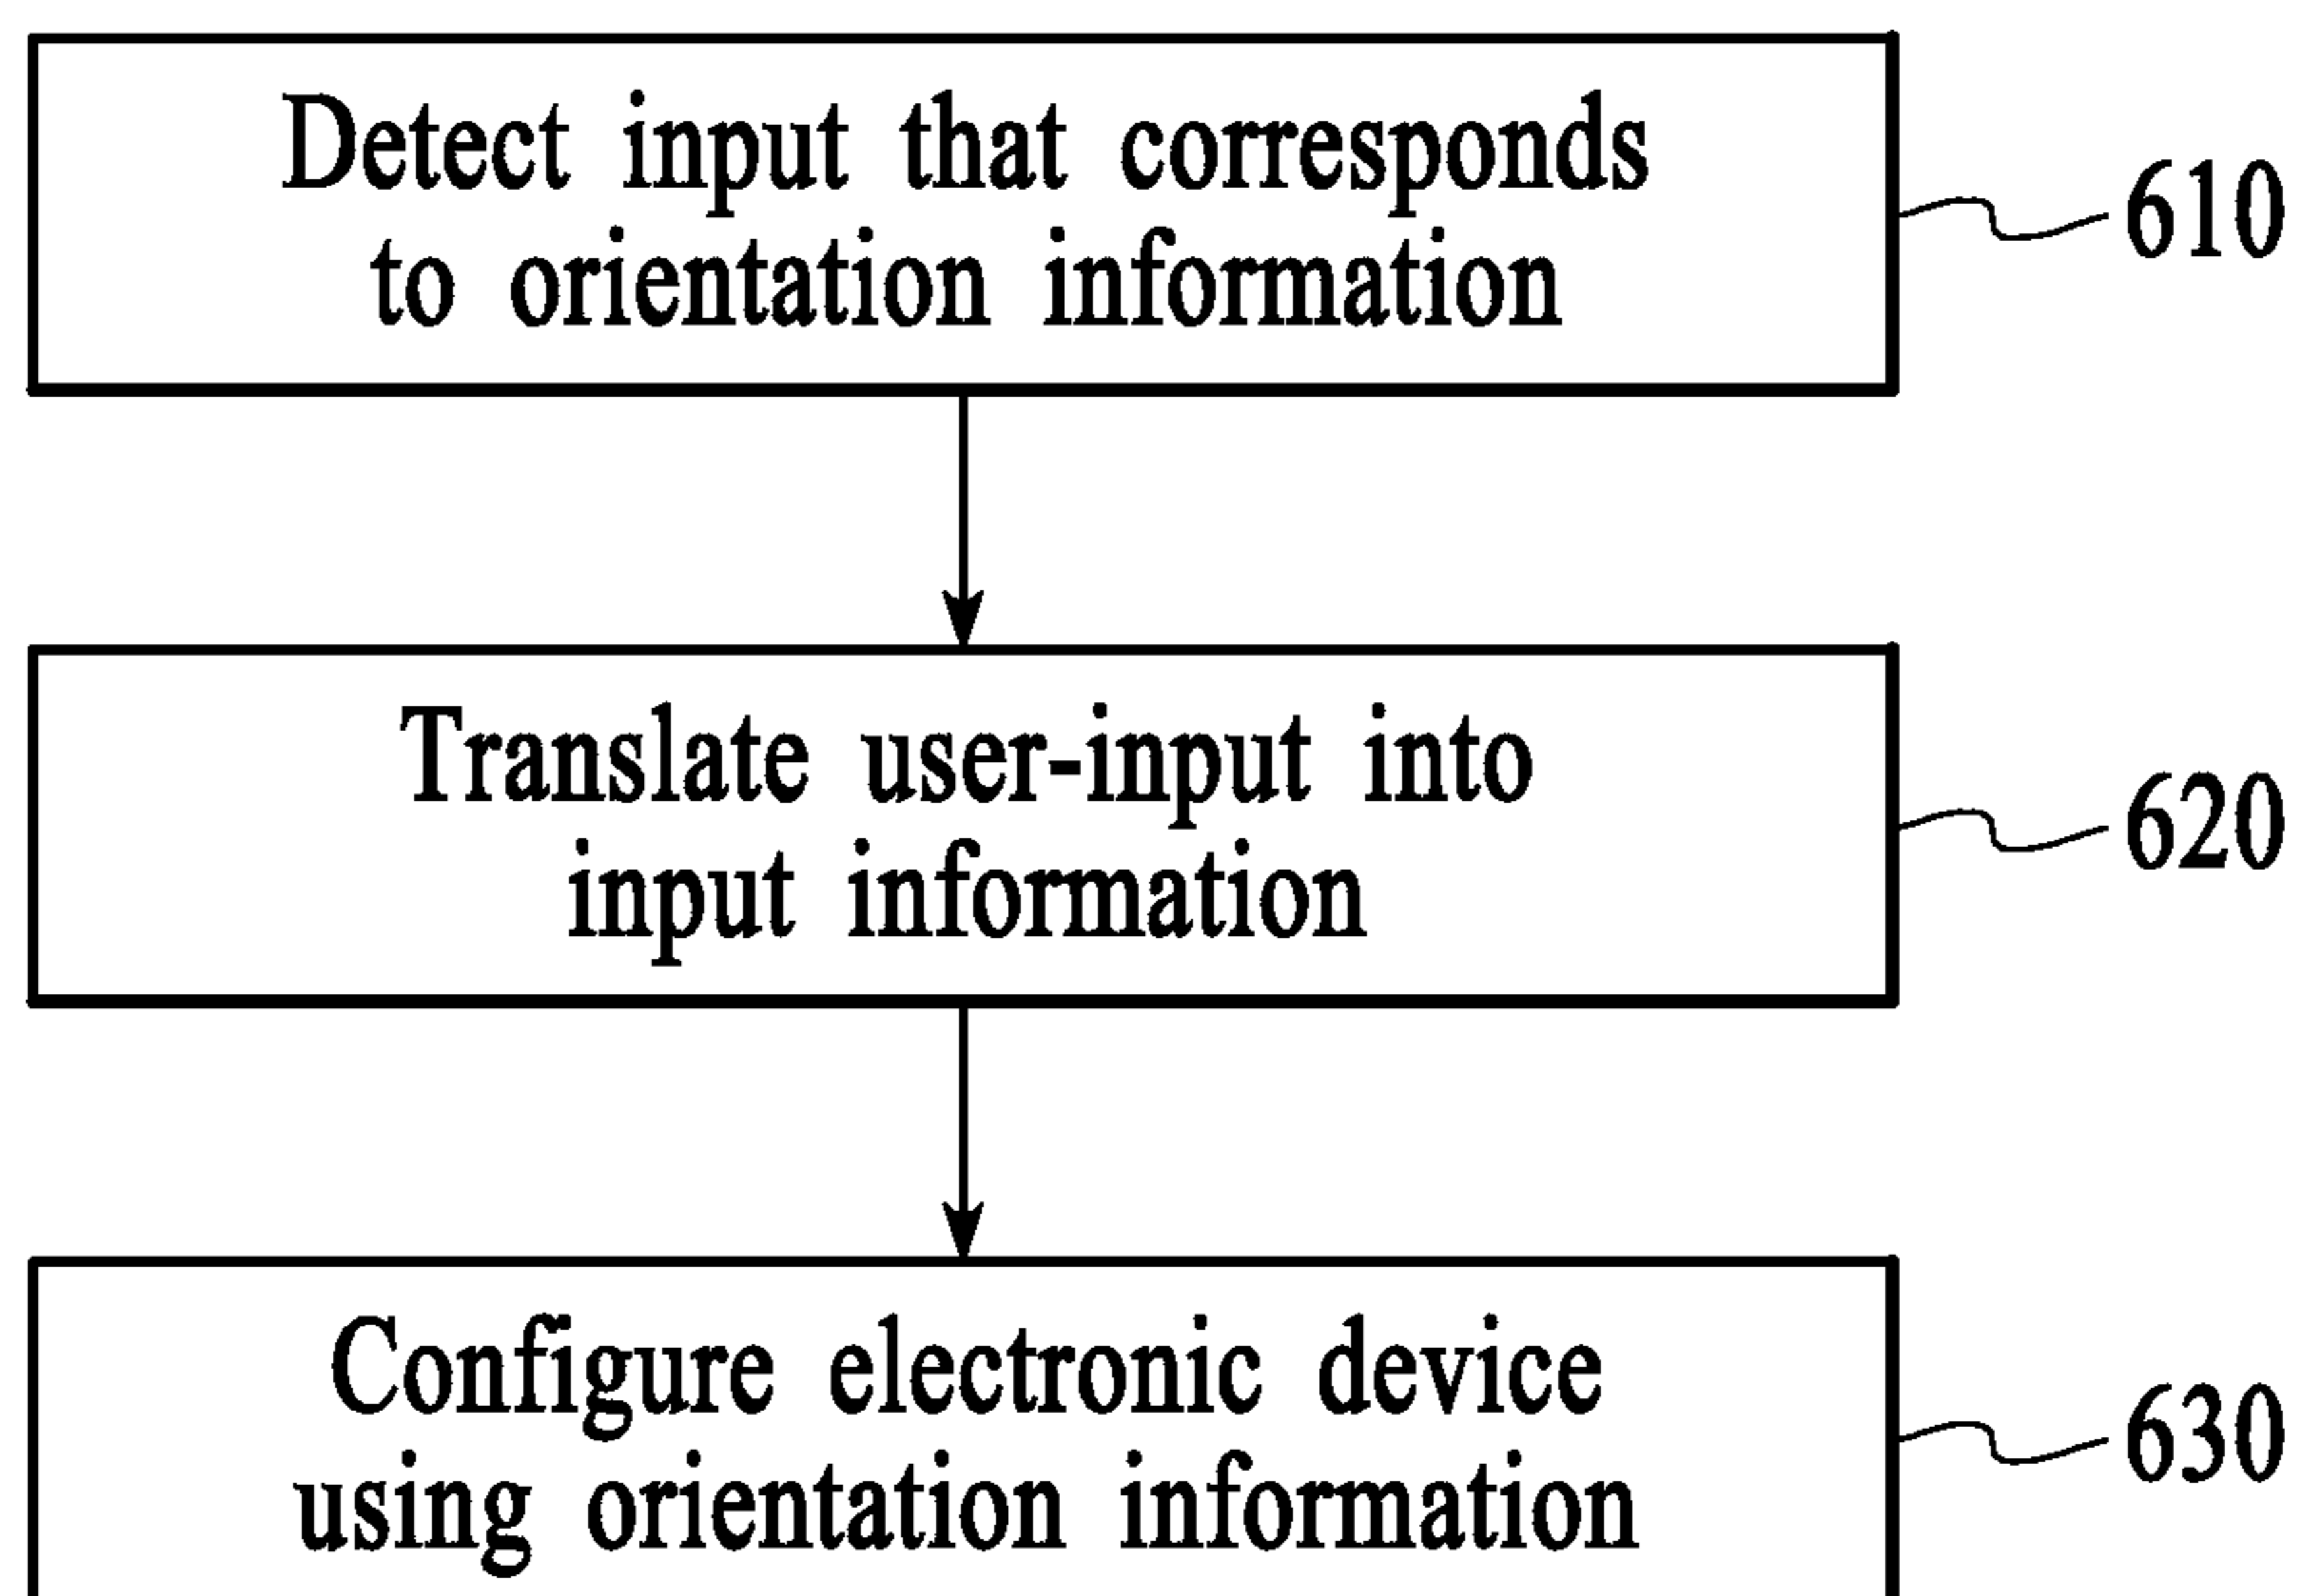 Detect input that corresponds
to orientation information
610
Translate user-input into
input information
620
Configure electronic device
using orientation information
630